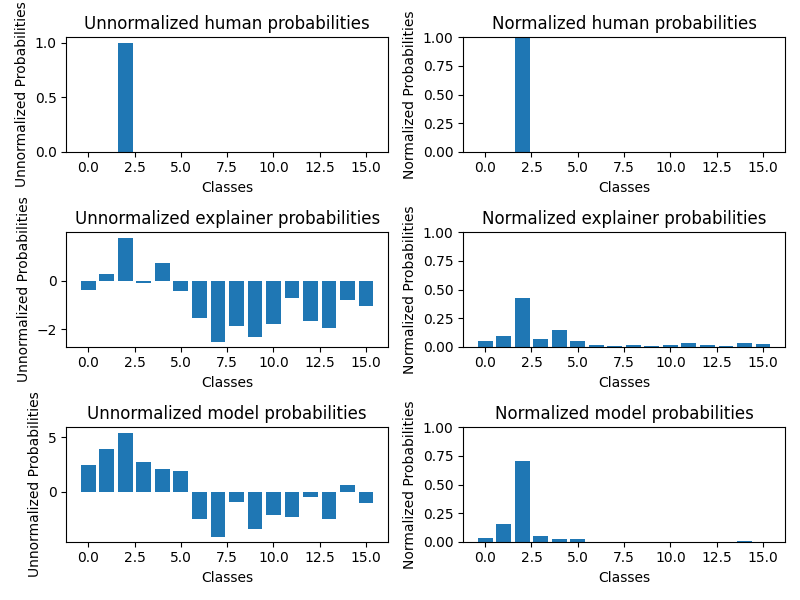 Unnormalized human probabilities
Unnormalized Probabilities
1.0
0.5
0.0
0.0 2.5 5.0 7.5 10.0 12.5 15.0
Classes
Normalized human probabilities
Normalized Probabilities
1.00
0.75
0.50
0.25
0.00
0.0 2.5 5.0 7.5 10.0 12.5 15.0
Classes
Unnormalized explainer probabilities
Unnormalized Probabilities
0
−2
0.0 2.5 5.0 7.5 10.0 12.5 15.0
Classes
Normalized explainer probabilities
Normalized Probabilities
1.00
0.75
0.50
0.25
0.00
0.0 2.5 5.0 7.5 10.0 12.5 15.0
Classes
Unnormalized model probabilities
Unnormalized Probabilities
5
0
0.0 2.5 5.0 7.5 10.0 12.5 15.0
Classes
Normalized model probabilities
Normalized Probabilities
1.00
0.75
0.50
0.25
0.00
0.0 2.5 5.0 7.5 10.0 12.5 15.0
Classes